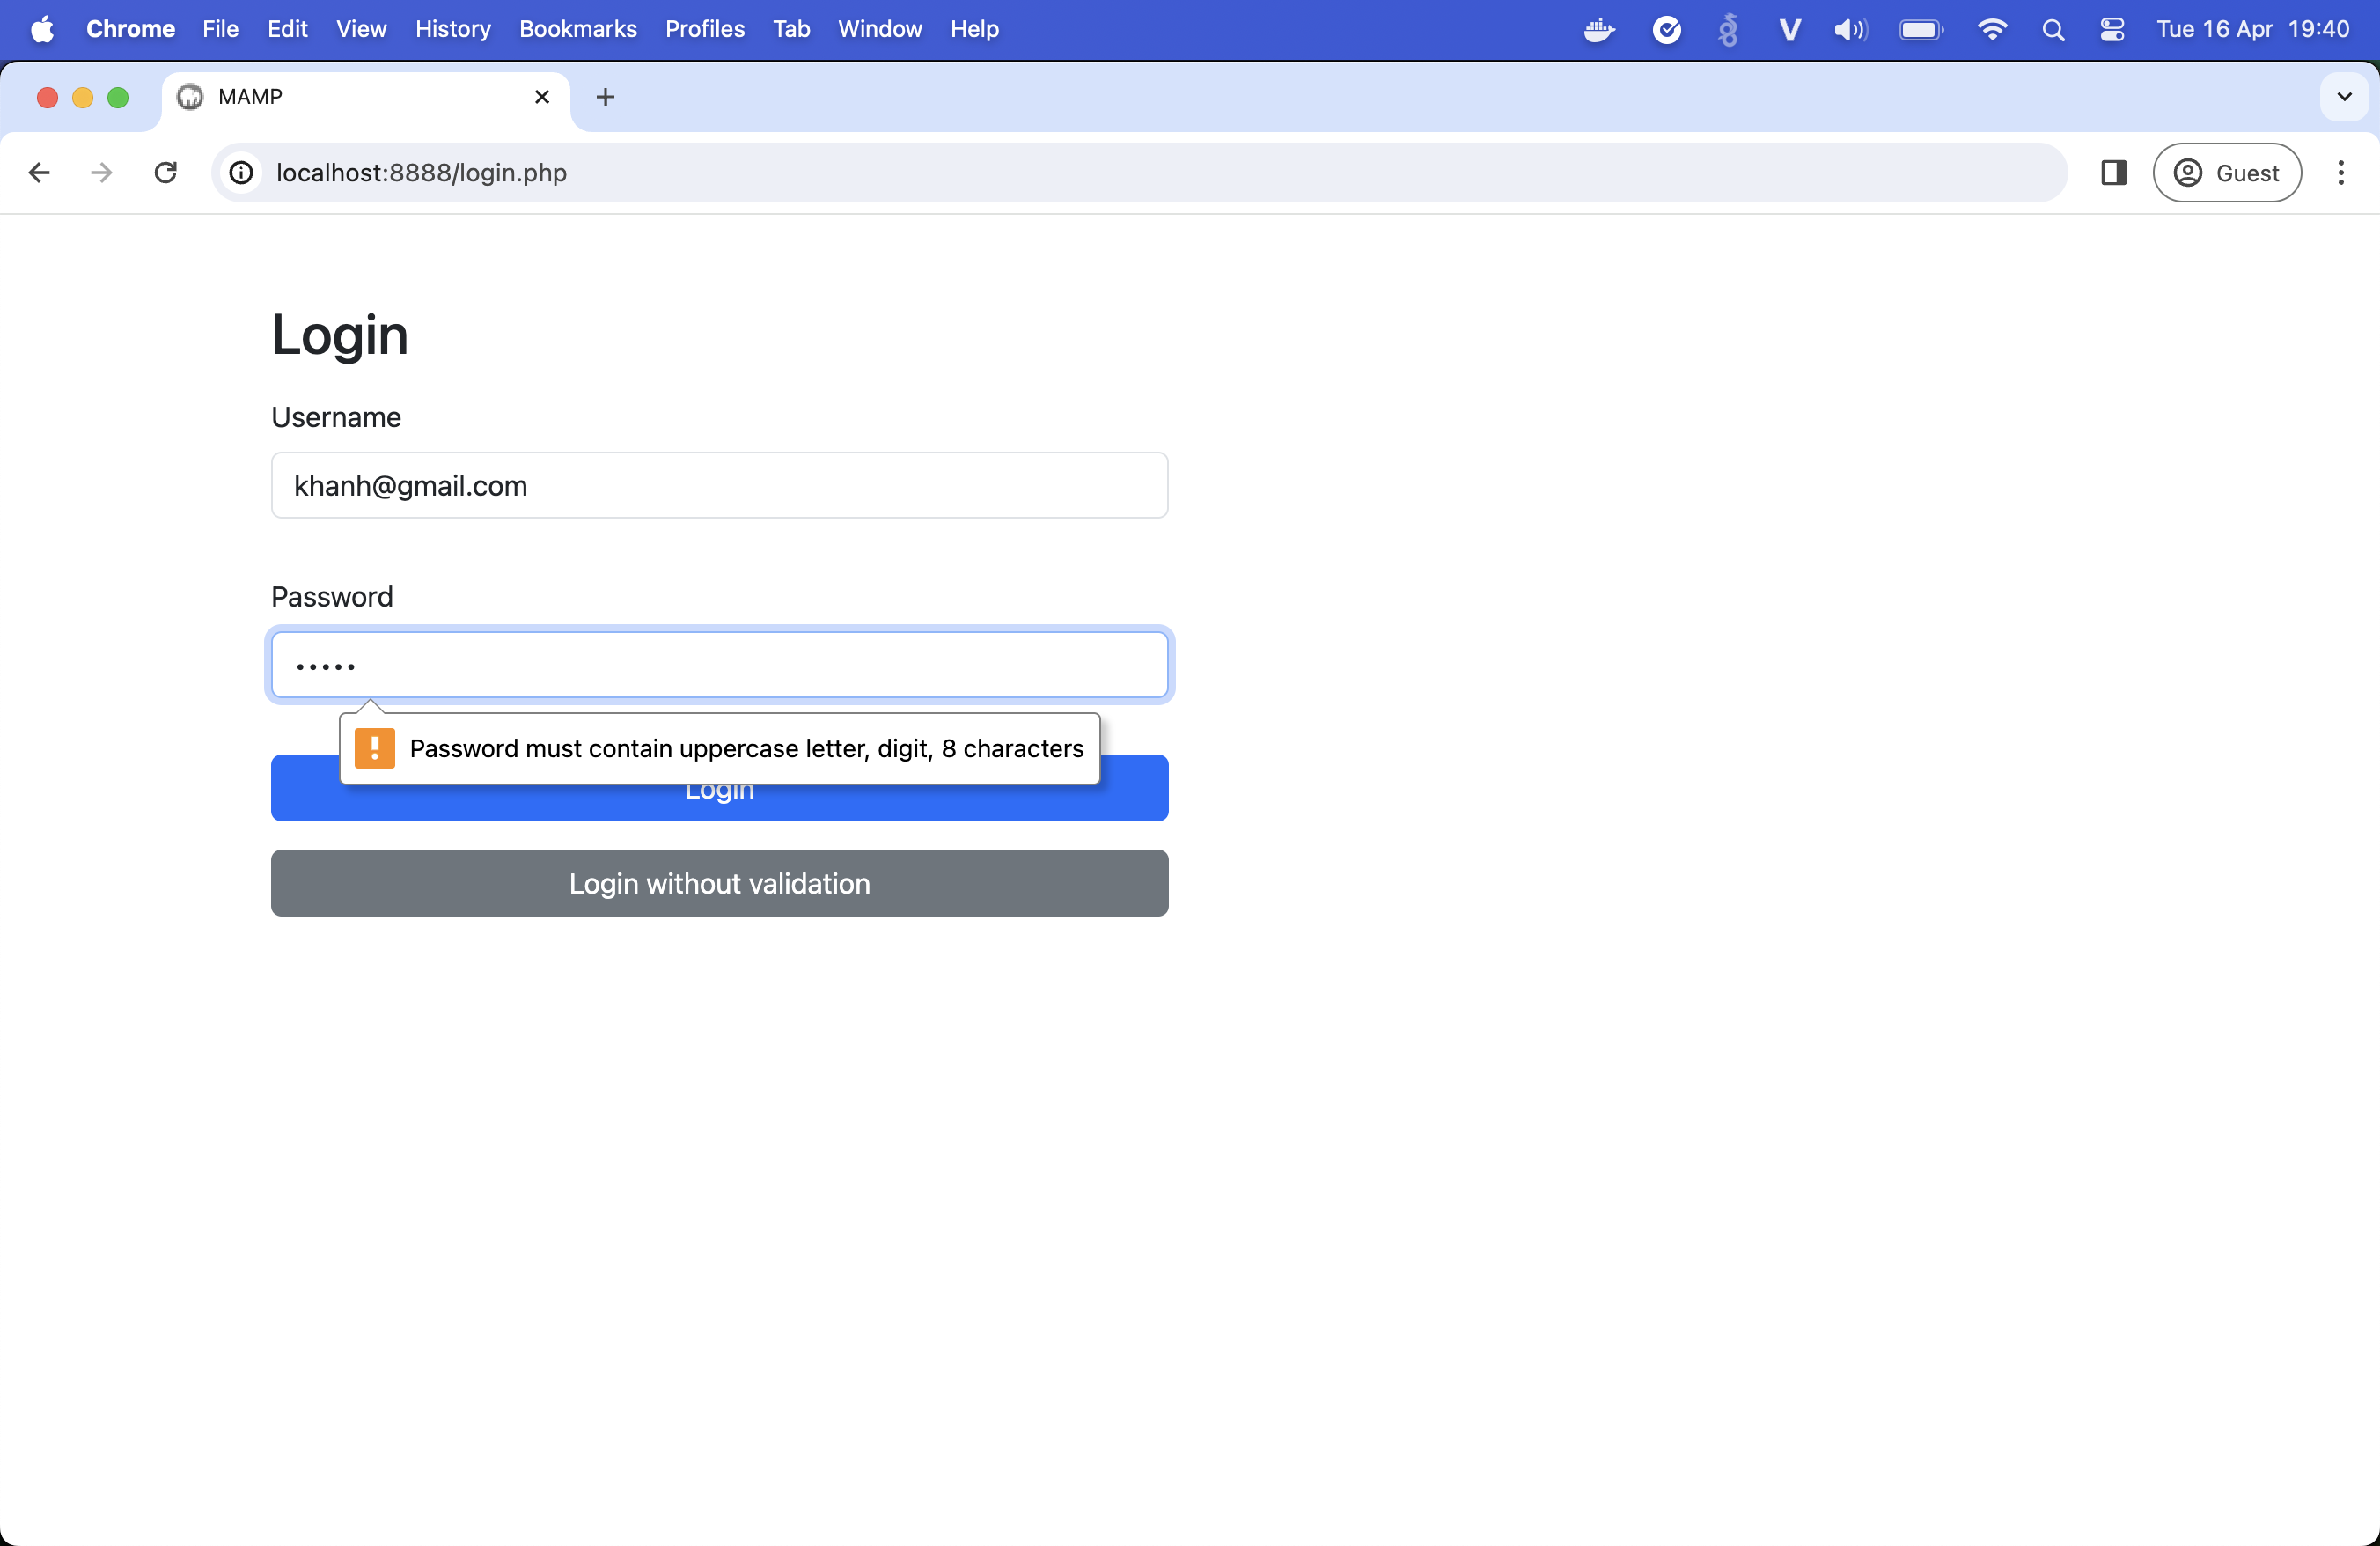 Chrome File Edit View History Bookmarks Profiles Tab Window Help Tue 16 Apr 19:40
MAMP
localhost:8888/login.php Guest
Login
Username
khanh@gmail.com
Password
•••••
Password must contain uppercase letter, digit, 8 characters
Login
Login without validation